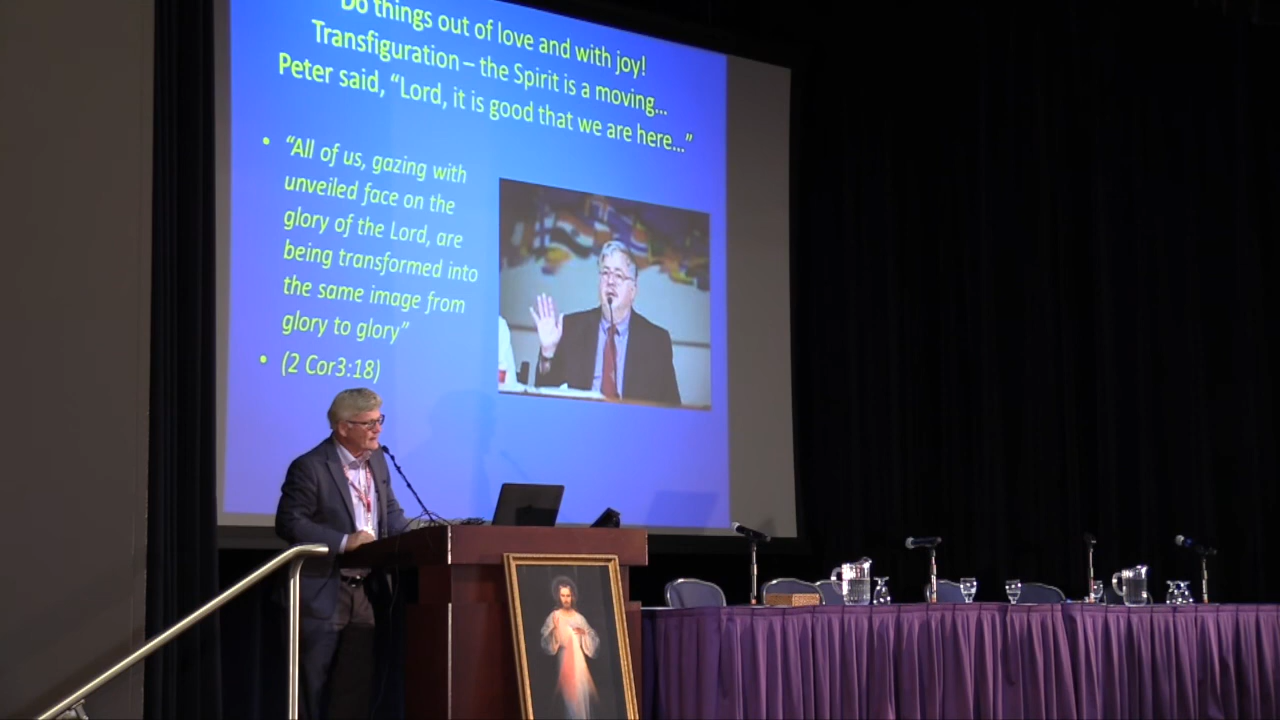 Do things out of love and with joy!
Transfiguration – the Spirit is a moving...
Peter said, “Lord, it is good that we are here...”
• “All of us, gazing with
unveiled face on the
glory of the Lord, are
being transformed into
the same image from
glory to glory”
• (2 Cor3:18)